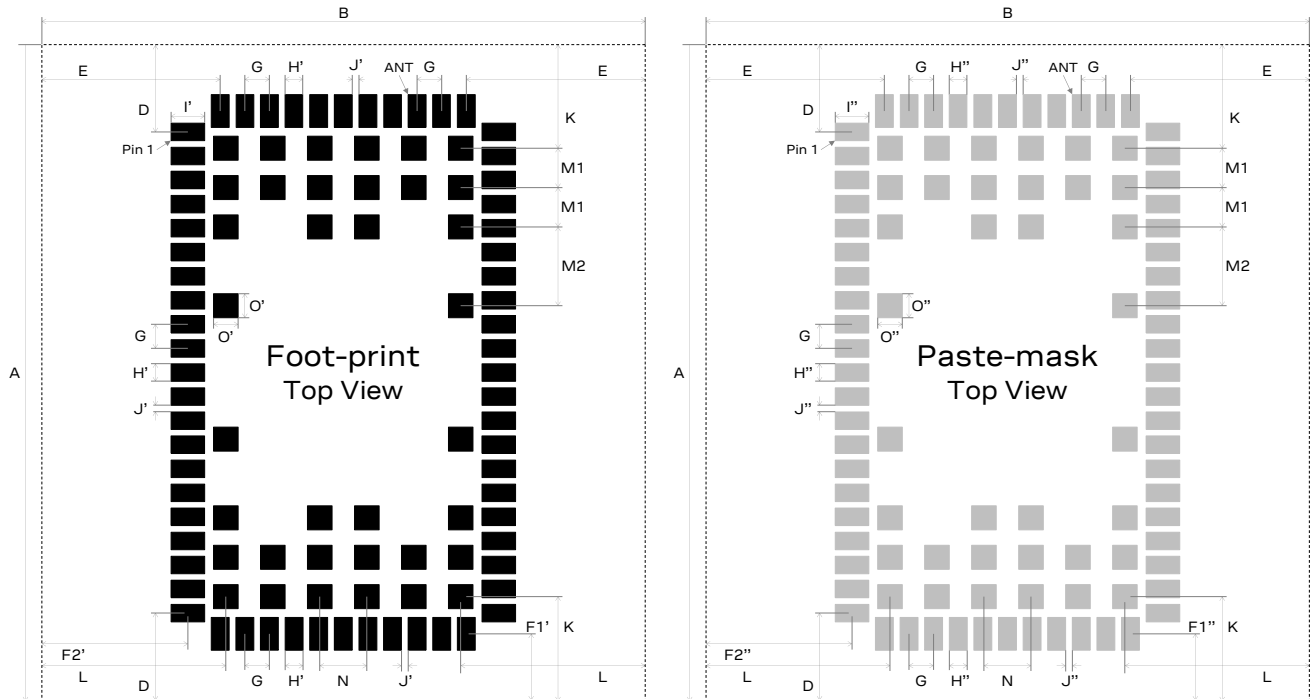 B
E G H' J' ANT G E
D I' K
Pin 1
M1
M1
M2
O'
G O'
Foot-print
A H'
Top View
J'
F1' K
F2'
L G H' N J' L
D
B
E G H'' J'' ANT G E
D I'' K
Pin 1
M1
M1
M2
O''
G O''
Paste-mask
A H''
Top View
J''
F1'' K
F2''
L G H'' N J'' L
D